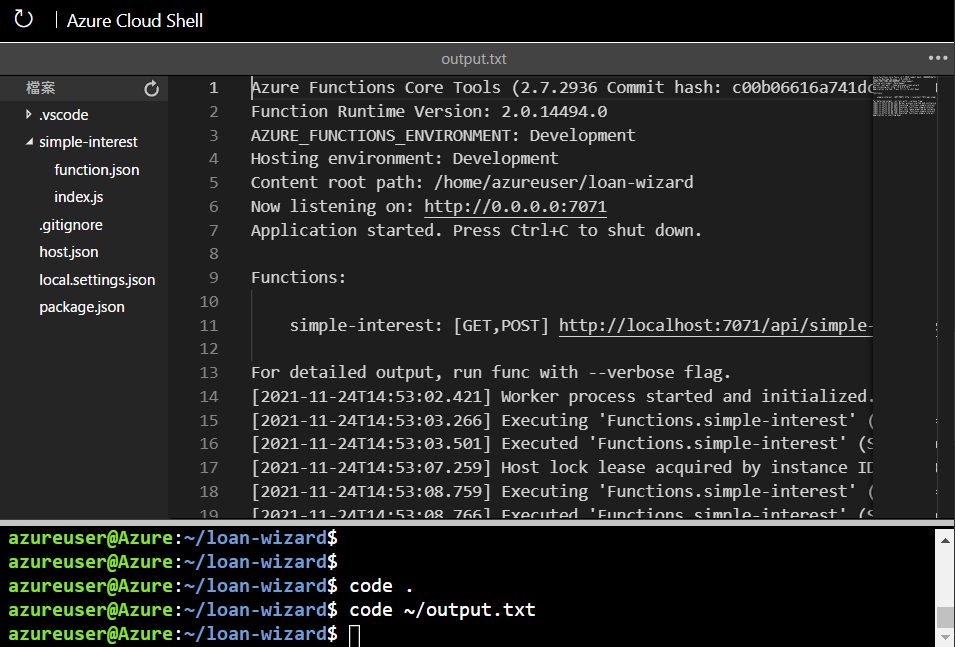 Azure Cloud Shell
output.txt
檔案
.vscode
simple-interest
function.json
index.js
.gitignore
host.json
local.settings.json
package.json
1 Azure Functions Core Tools (2.7.2936 Commit hash: c00b06616a741dc
2 Function Runtime Version: 2.0.14494.0
3 AZURE_FUNCTIONS_ENVIRONMENT: Development
4 Hosting environment: Development
5 Content root path: /home/azureuser/loan-wizard
6 Now listening on: http://0.0.0.0:7071
7 Application started. Press Ctrl+C to shut down.
8
9 Functions:
10
11 simple-interest: [GET,POST] http://localhost:7071/api/simple-
12
13 For detailed output, run func with --verbose flag.
14 [2021-11-24T14:53:02.421] Worker process started and initialized.
15 [2021-11-24T14:53:03.266] Executing 'Functions.simple-interest' (
16 [2021-11-24T14:53:03.501] Executed 'Functions.simple-interest' (S
17 [2021-11-24T14:53:07.259] Host lock lease acquired by instance ID
18 [2021-11-24T14:53:08.759] Executing 'Functions.simple-interest' (
19 [2021-11-24T14:53:08.766] Executed 'Functions.simple-interest' (S
azureuser@Azure:~/loan-wizard$
azureuser@Azure:~/loan-wizard$
azureuser@Azure:~/loan-wizard$ code .
azureuser@Azure:~/loan-wizard$ code ~/output.txt
azureuser@Azure:~/loan-wizard$